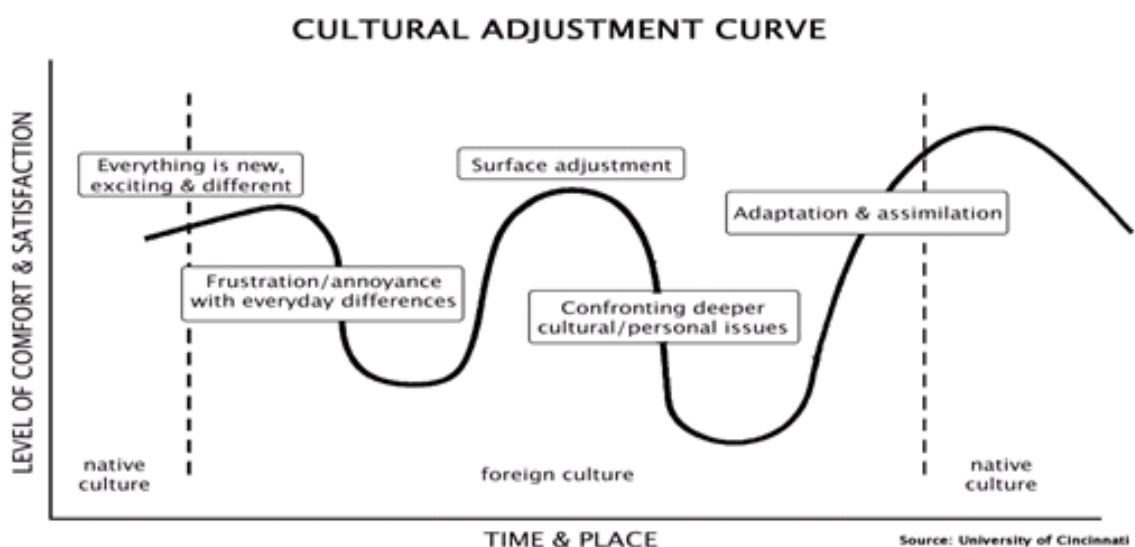 CULTURAL ADJUSTMENT CURVE
LEVEL OF COMFORT & SATISFACTION
Everything is new,
exciting & different
Frustration/annoyance
with everyday differences
Surface adjustment
Confronting deeper
cultural/personal issues
Adaptation & assimilation
native
culture
foreign culture
native
culture
TIME & PLACE
Source: University of Cincinnati